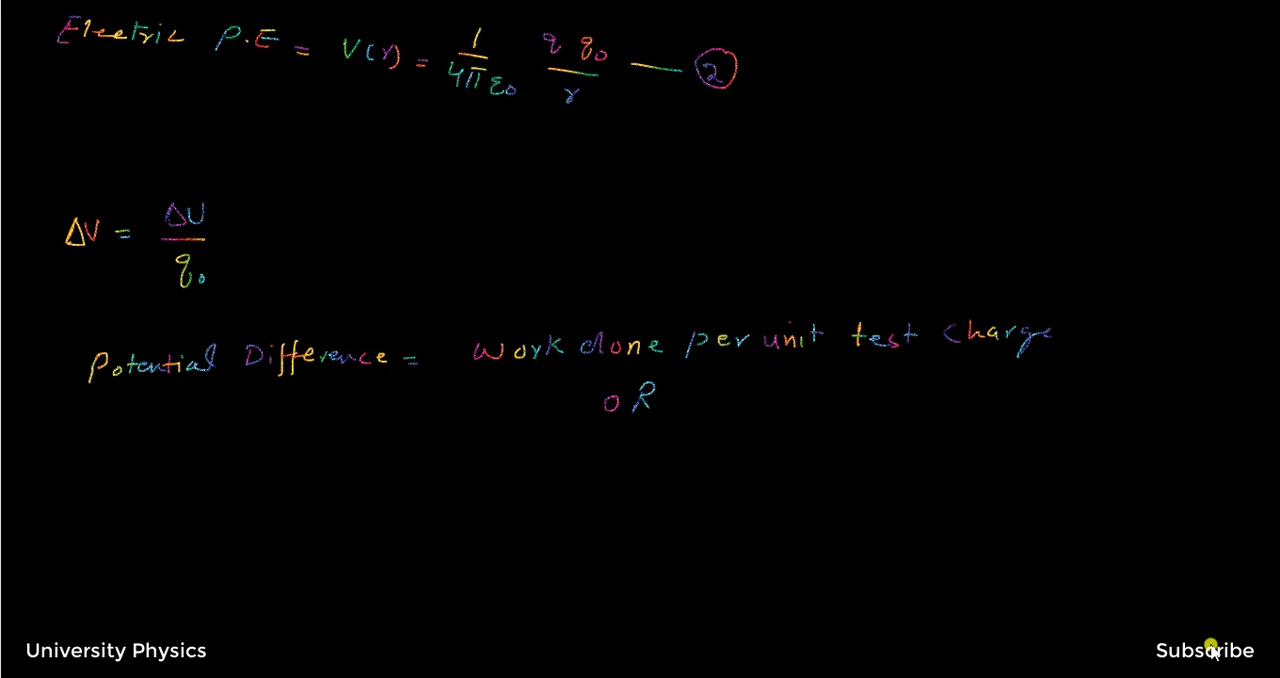 Electric P.E = V(r) = 1/4πε₀ q q₀/r — ②
ΔV = ΔU/q₀
Potential Difference = Work done per unit test charge
OR
University Physics
Subscribe